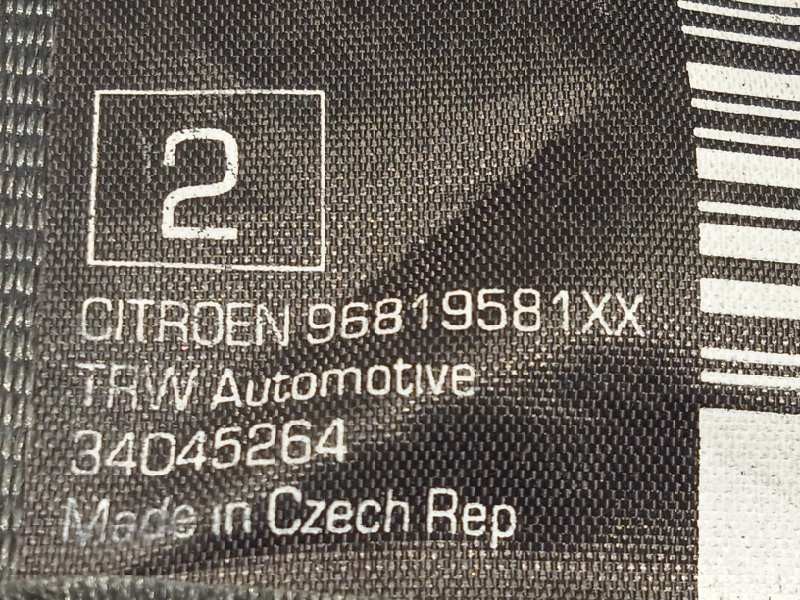 2
CITROEN 96819581XX
TRW Automotive
34045264
Made in Czech Rep